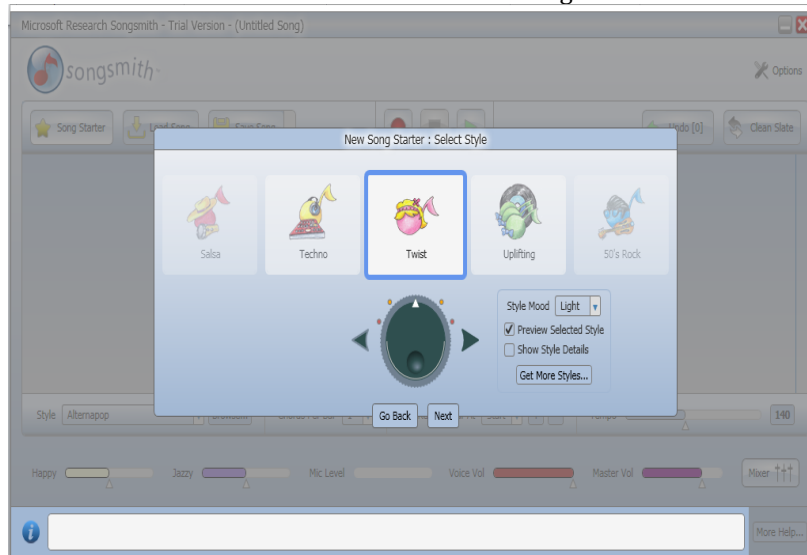 Microsoft Research Songsmith - Trial Version - (Untitled Song)
songsmith
Options
Song Starter
Load Song
Save Song
Undo [0]
Clean Slate
New Song Starter : Select Style
Salsa
Techno
Twist
Uplifting
50's Rock
Style Mood Light
Preview Selected Style
Show Style Details
Get More Styles...
Go Back Next
Style Alternapop
140
Happy Jazzy Mic Level Voice Vol Master Vol Mixer
More Help...